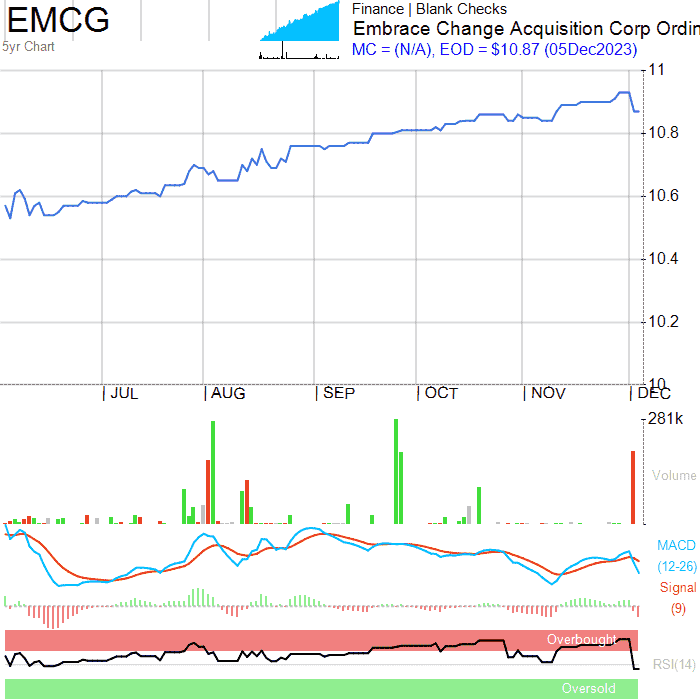 EMCG
5yr Chart
Finance | Blank Checks
Embrace Change Acquisition Corp Ordin
MC = (N/A), EOD = $10.87 (05Dec2023)
11
10.8
10.6
10.4
10.2
10
| JUL | AUG | SEP | OCT | NOV | DEC
281k
Volume
MACD
(12-26)
Signal
(9)
Overbought
RSI(14)
Oversold